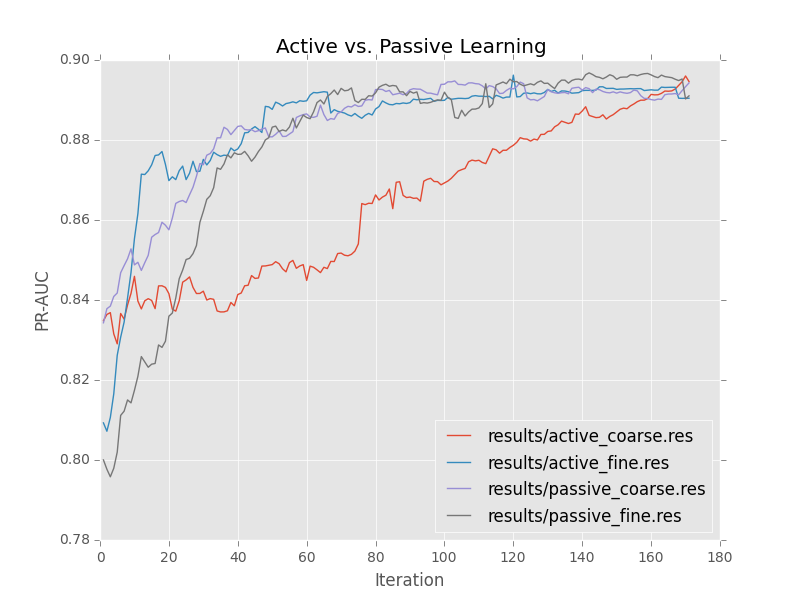 Active vs. Passive Learning
0.90
0.88
0.86
0.84
0.82
0.80
0.78
PR-AUC
results/active_coarse.res
results/active_fine.res
results/passive_coarse.res
results/passive_fine.res
0 20 40 60 80 100 120 140 160 180
Iteration